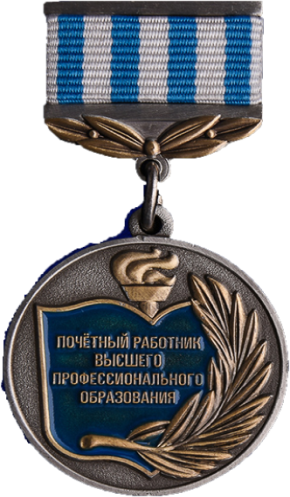 ПОЧЁТНЫЙ РАБОТНИК
ВЫСШЕГО
ПРОФЕССИОНАЛЬНОГО
ОБРАЗОВАНИЯ